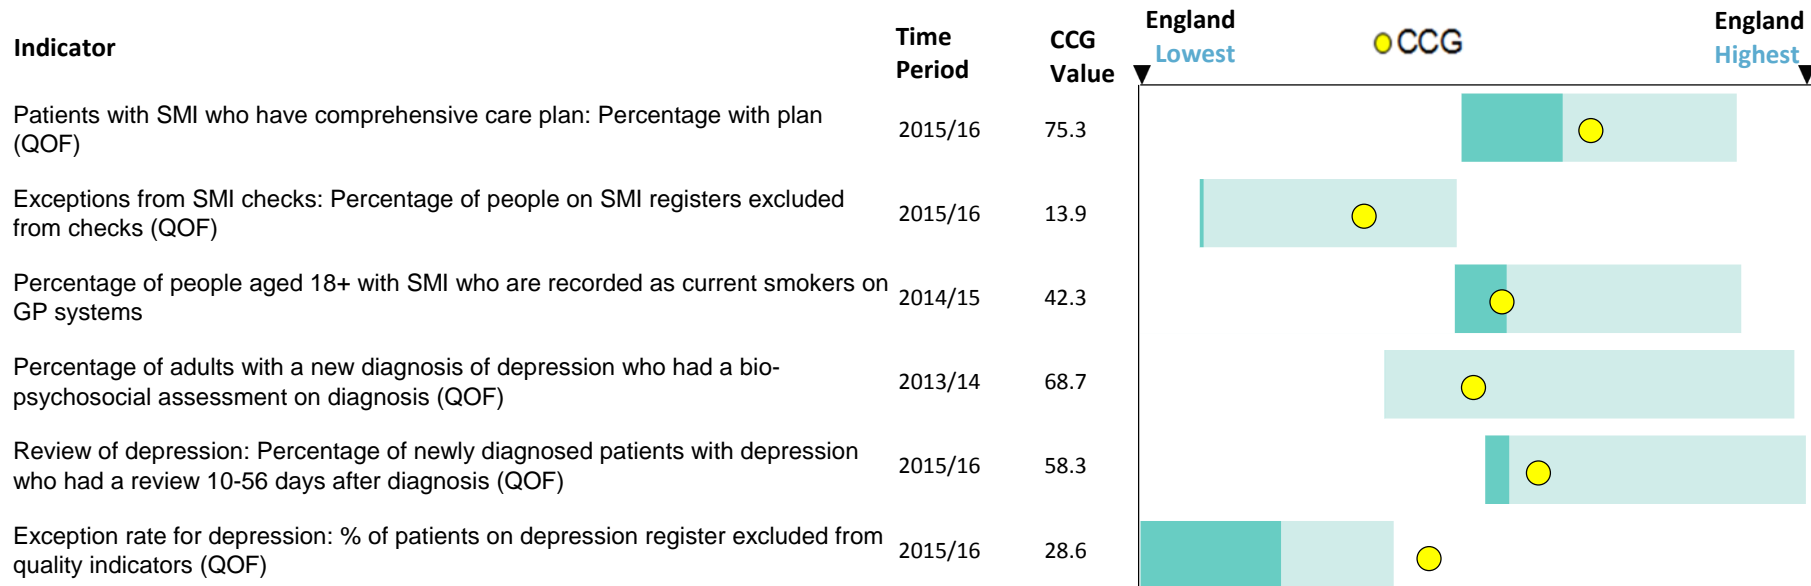 Indicator
Time Period
CCG Value
England Lowest
CCG
England Highest
Patients with SMI who have comprehensive care plan: Percentage with plan
(QOF)
2015/16
75.3
Exceptions from SMI checks: Percentage of people on SMI registers excluded
from checks (QOF)
2015/16
13.9
Percentage of people aged 18+ with SMI who are recorded as current smokers on
GP systems
2014/15
42.3
Percentage of adults with a new diagnosis of depression who had a bio-
psychosocial assessment on diagnosis (QOF)
2013/14
68.7
Review of depression: Percentage of newly diagnosed patients with depression
who had a review 10-56 days after diagnosis (QOF)
2015/16
58.3
Exception rate for depression: % of patients on depression register excluded from
quality indicators (QOF)
2015/16
28.6